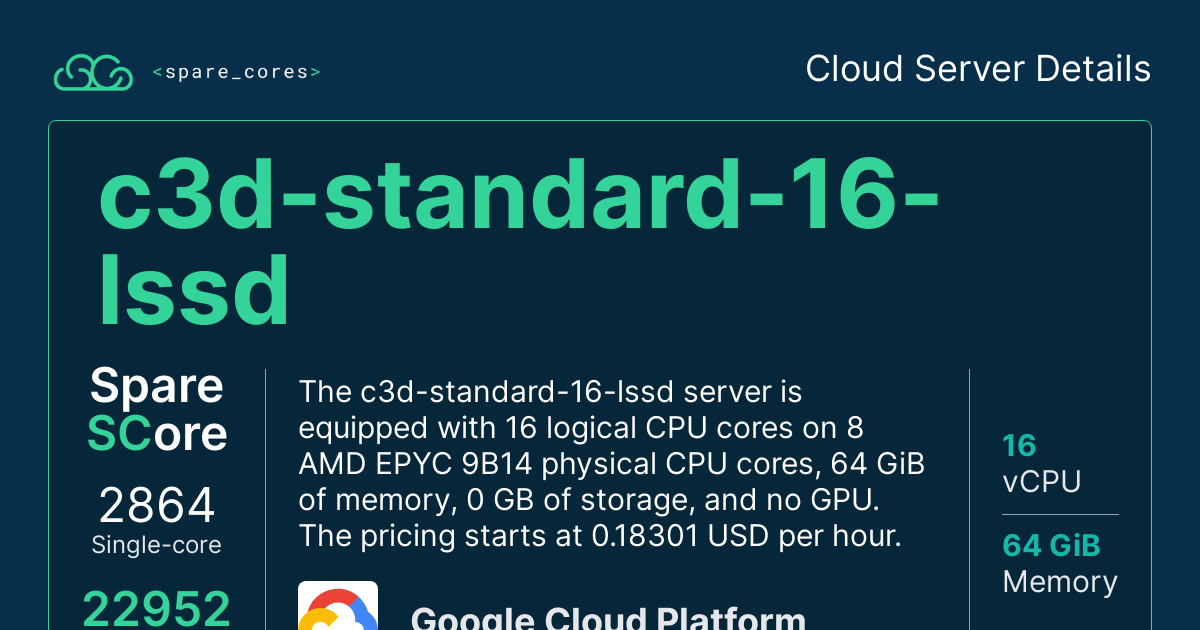 <spare_cores>
Cloud Server Details
c3d-standard-16-
lssd
Spare
SCore
2864
Single-core
22952
The c3d-standard-16-lssd server is
equipped with 16 logical CPU cores on 8
AMD EPYC 9B14 physical CPU cores, 64 GiB
of memory, 0 GB of storage, and no GPU.
The pricing starts at 0.18301 USD per hour.
Google Cloud Platform
16
vCPU
64 GiB
Memory